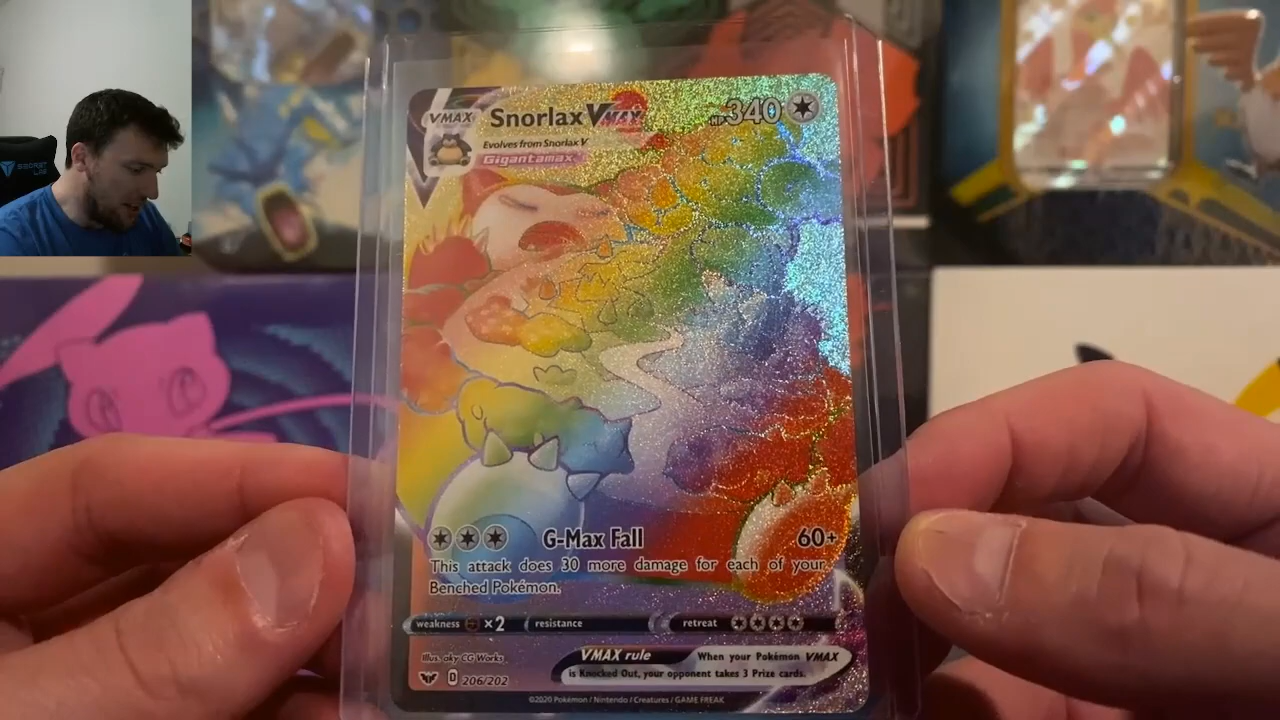 VMAX
Snorlax VMAX
HP 340
Evolves from Snorlax V
Gigantamax
G-Max Fall 60+
This attack does 30 more damage for each of your
Benched Pokémon.
weakness ×2 resistance retreat
Illus. aky CG Works
VMAX rule When your Pokémon VMAX
is Knocked Out, your opponent takes 3 Prize cards.
D 206/202
©2020 Pokémon / Nintendo / Creatures / GAME FREAK